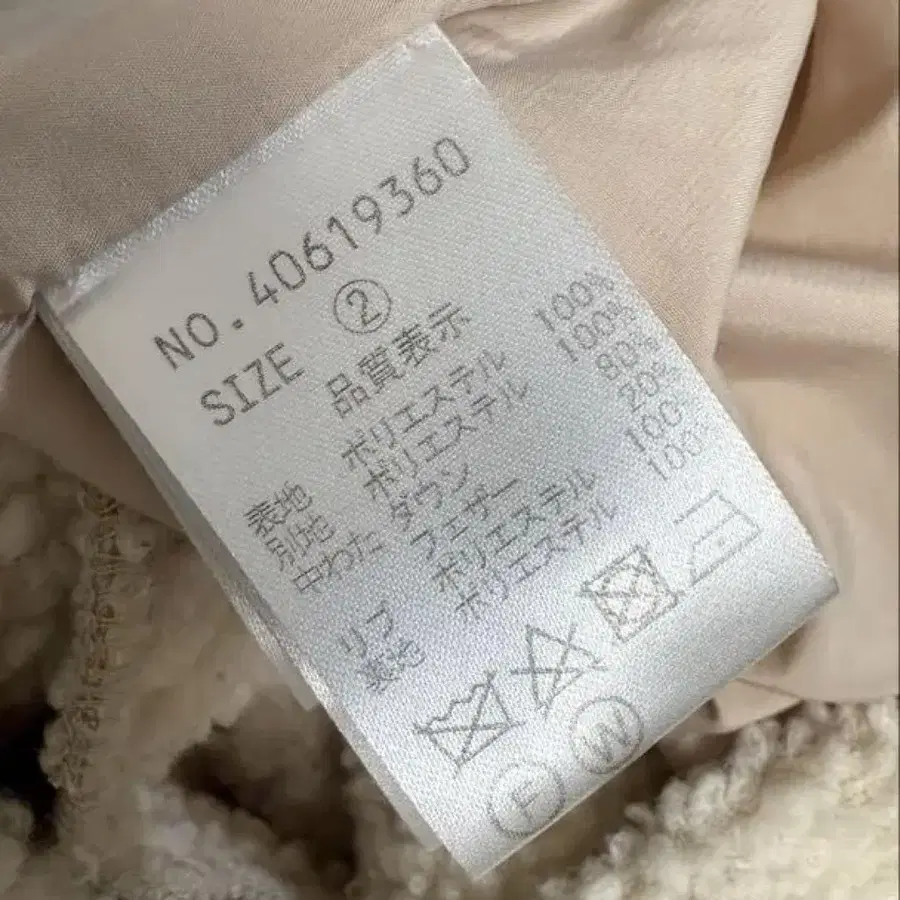 NO. 40619360
SIZE ②
品質表示
表地 ポリエステル 100%
別地 ポリエステル 100%
中わた ダウン 80%
フェザー 20%
リブ ポリエステル 100%
裏地 ポリエステル 100%
Ⓕ Ⓦ